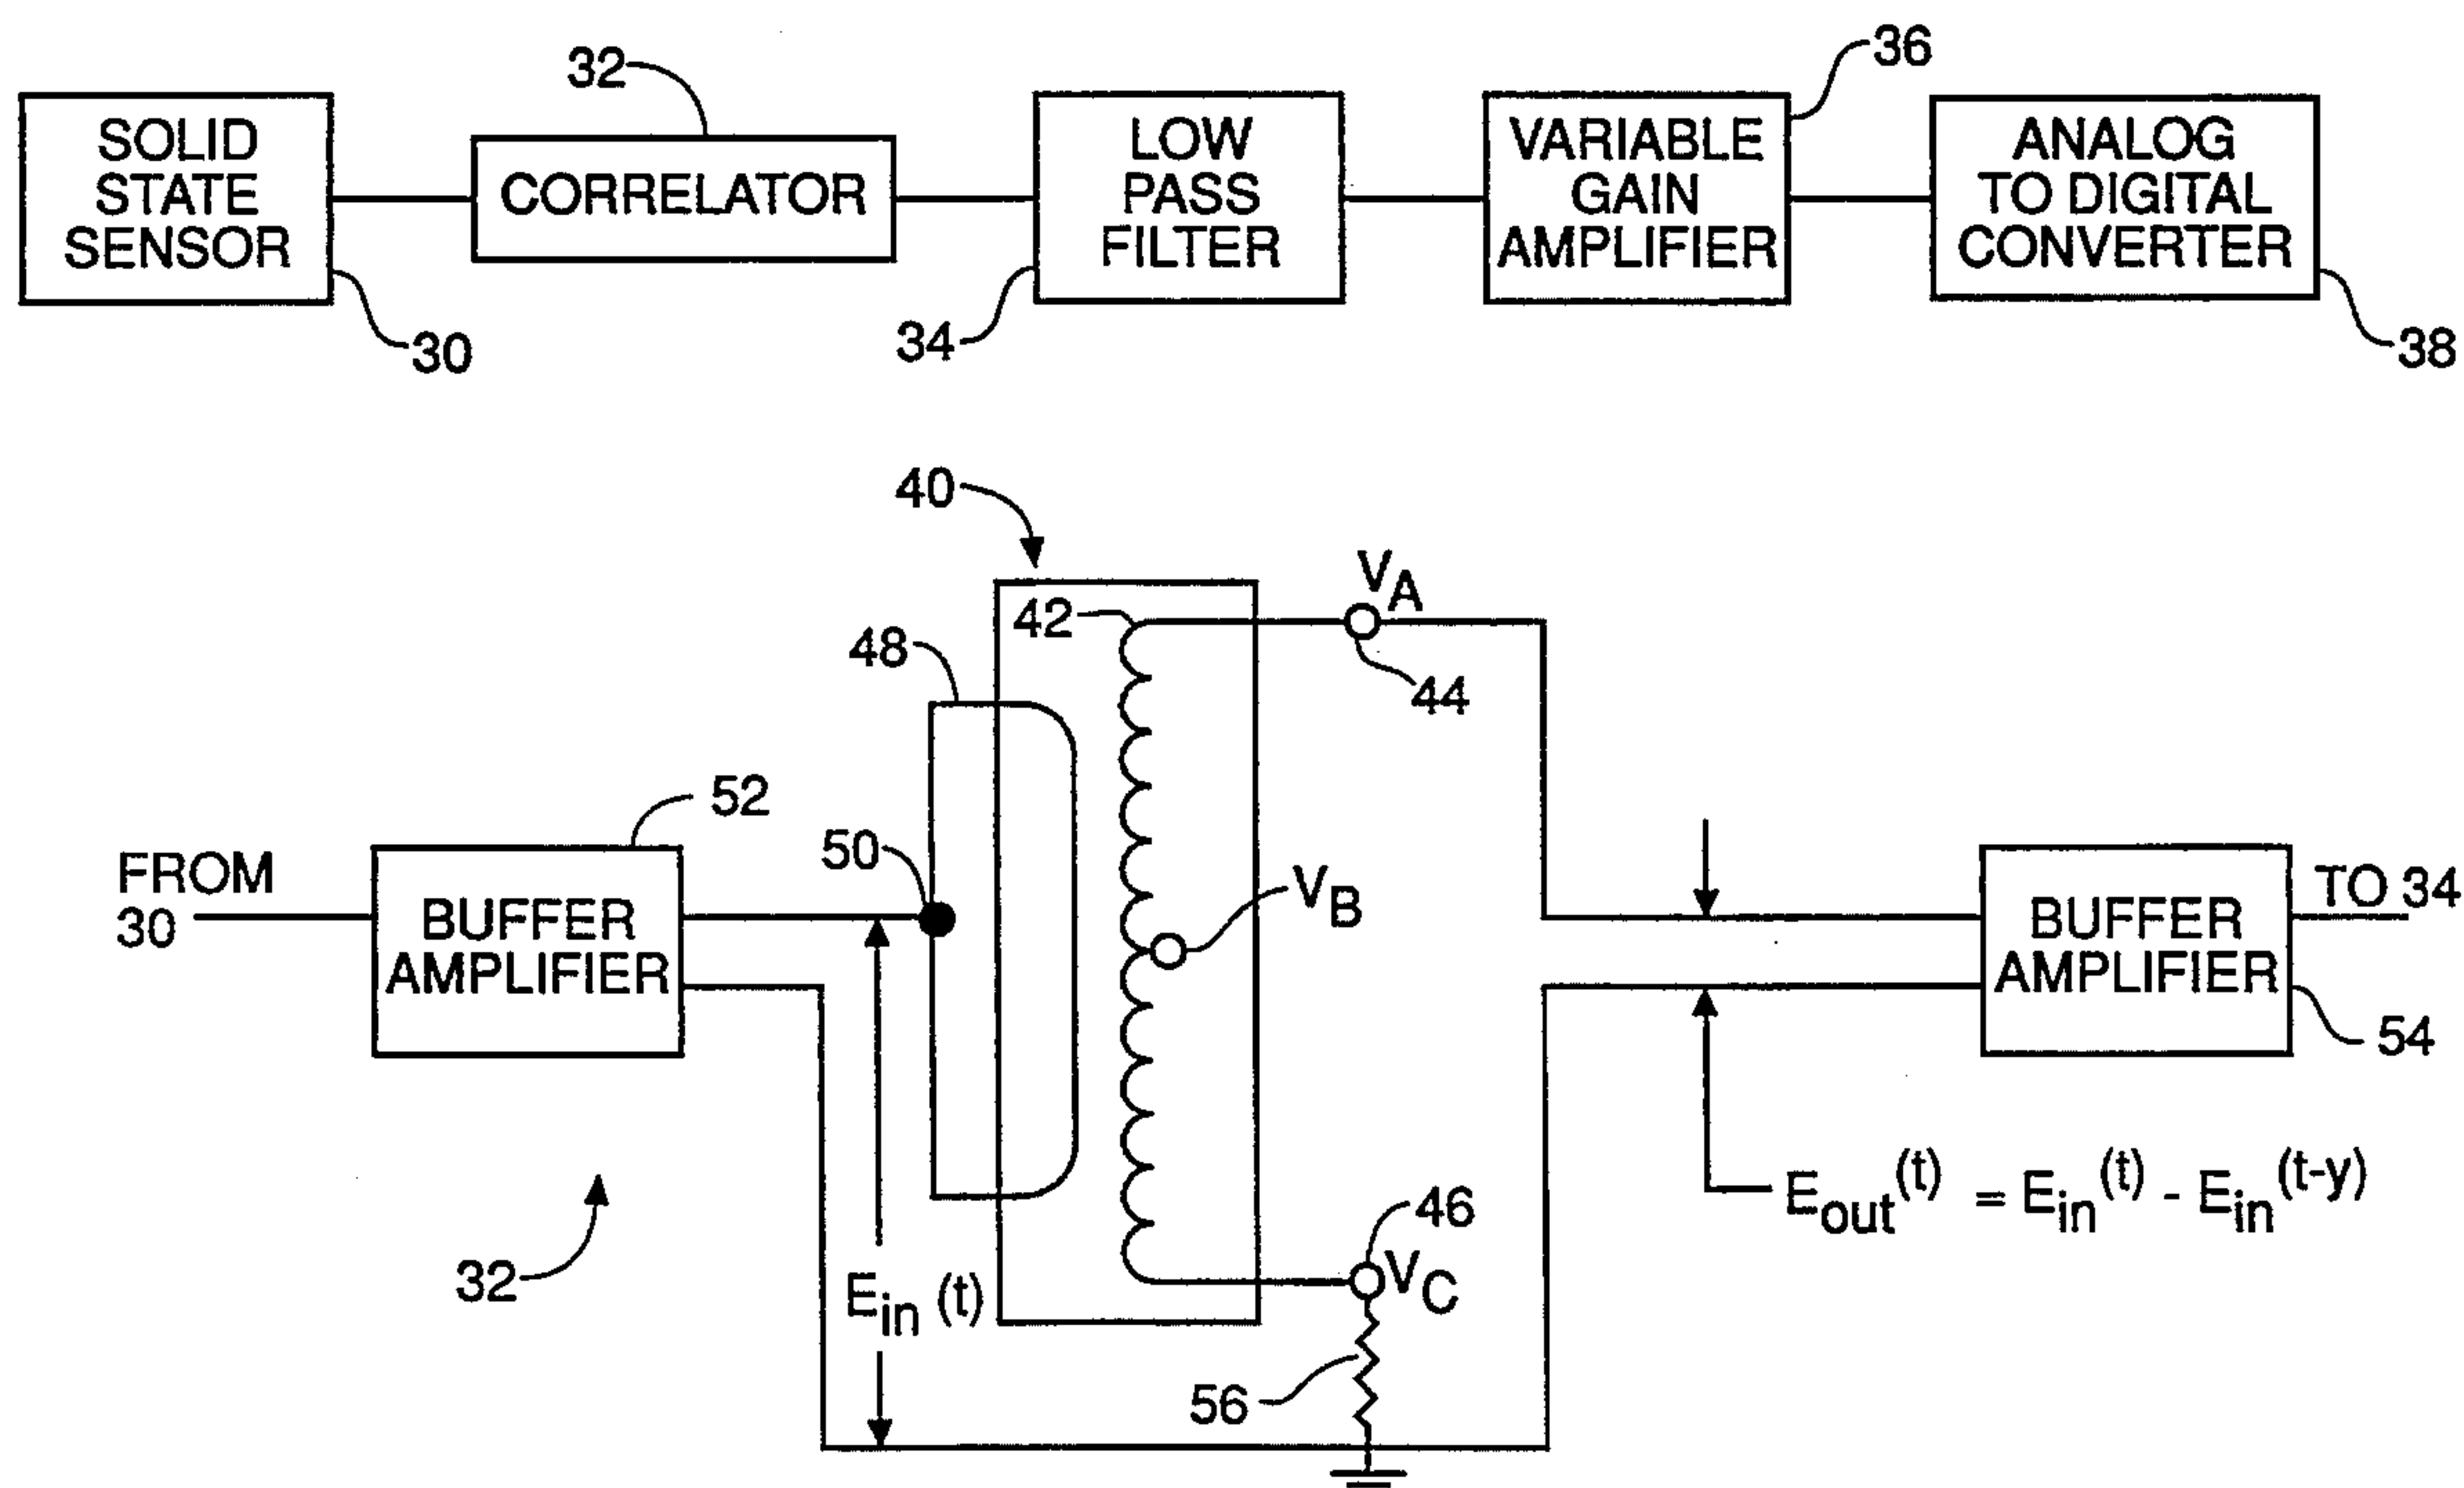 32
36
SOLID
STATE
SENSOR
CORRELATOR
LOW
PASS
FILTER
VARIABLE
GAIN
AMPLIFIER
ANALOG
TO DIGITAL
CONVERTER
30
34
38
40
42
VA
44
48
52
50
VB
FROM
30
BUFFER
AMPLIFIER
BUFFER
AMPLIFIER
TO 34
54
32
Ein (t)
46
VC
56
Eout(t) = Ein(t) - Ein(t-y)